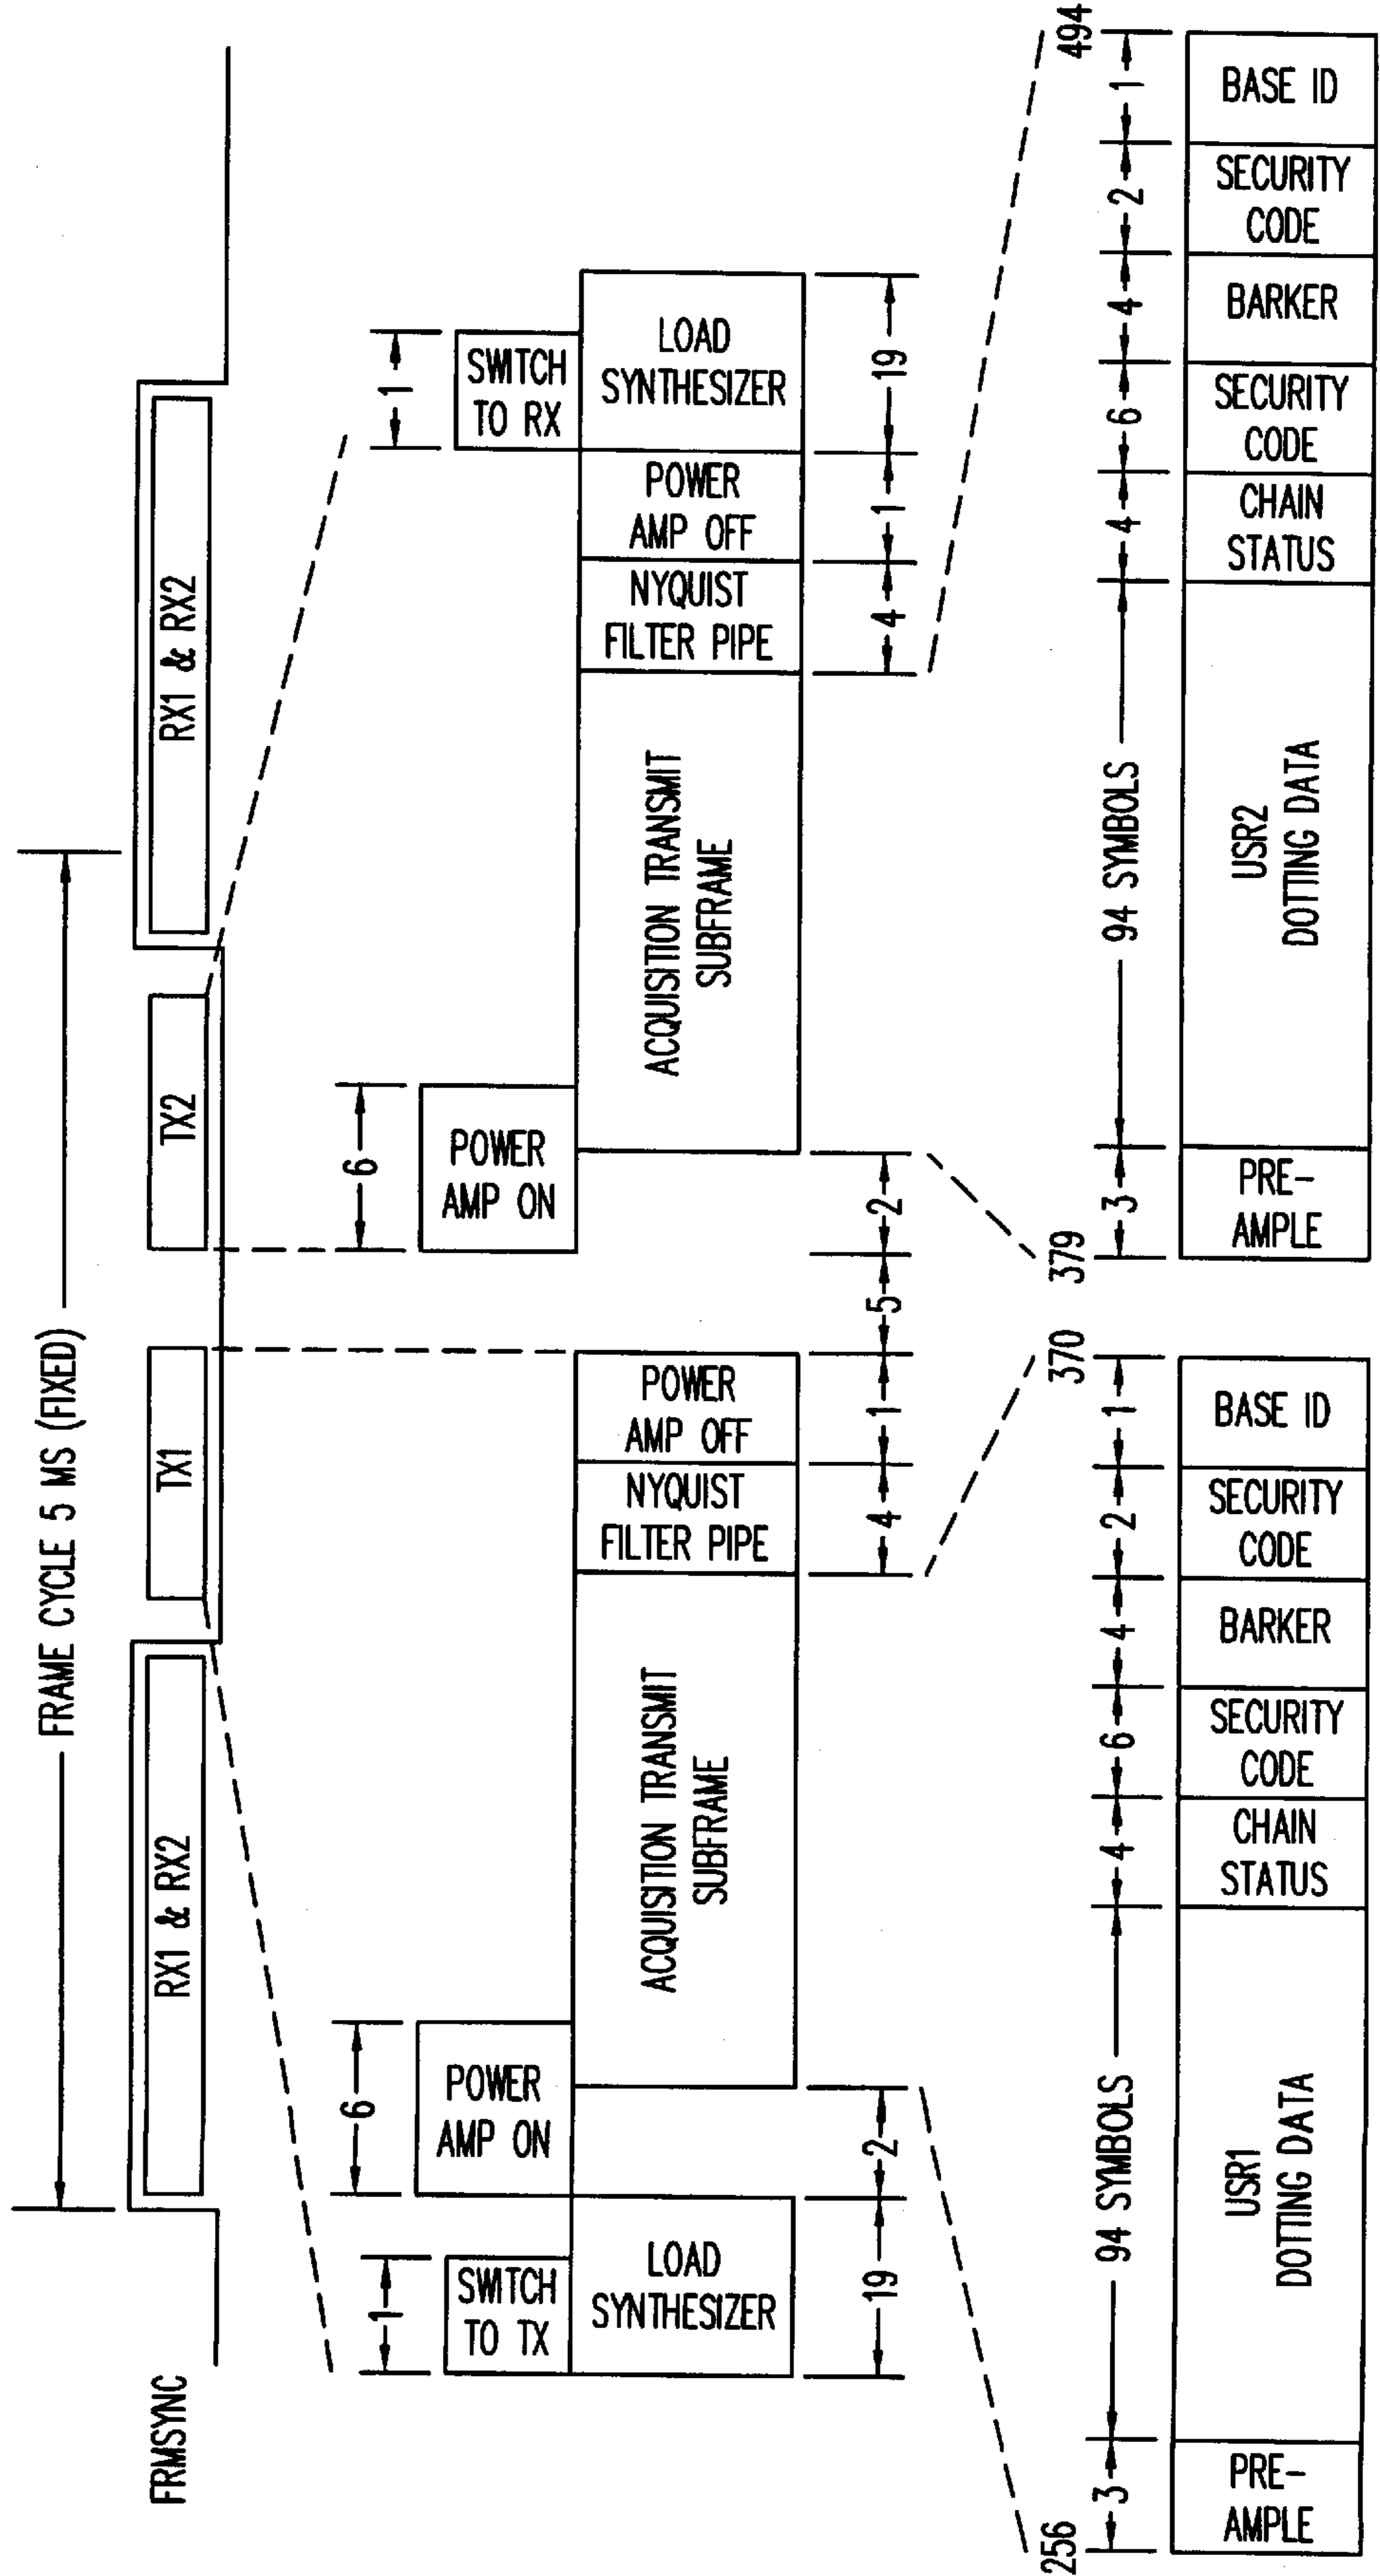 FRAME CYCLE 5 MS (FIXED)
FRMSYNC
RX1 & RX2
TX1
TX2
RX1 & RX2
1
6
6
1
SWITCH
TO TX
POWER
AMP ON
POWER
AMP ON
SWITCH
TO RX
LOAD
SYNTHESIZER
ACQUISITION TRANSMIT
SUBFRAME
NYQUIST
FILTER PIPE
POWER
AMP OFF
ACQUISITION TRANSMIT
SUBFRAME
NYQUIST
FILTER PIPE
POWER
AMP OFF
LOAD
SYNTHESIZER
19
2
4
1
5
2
4
1
19
256
370
379
494
3
94 SYMBOLS
4
6
4
2
1
3
94 SYMBOLS
4
6
4
2
1
PRE-
AMPLE
USR1
DOTTING DATA
CHAIN
STATUS
SECURITY
CODE
BARKER
SECURITY
CODE
BASE ID
PRE-
AMPLE
USR2
DOTTING DATA
CHAIN
STATUS
SECURITY
CODE
BARKER
SECURITY
CODE
BASE ID